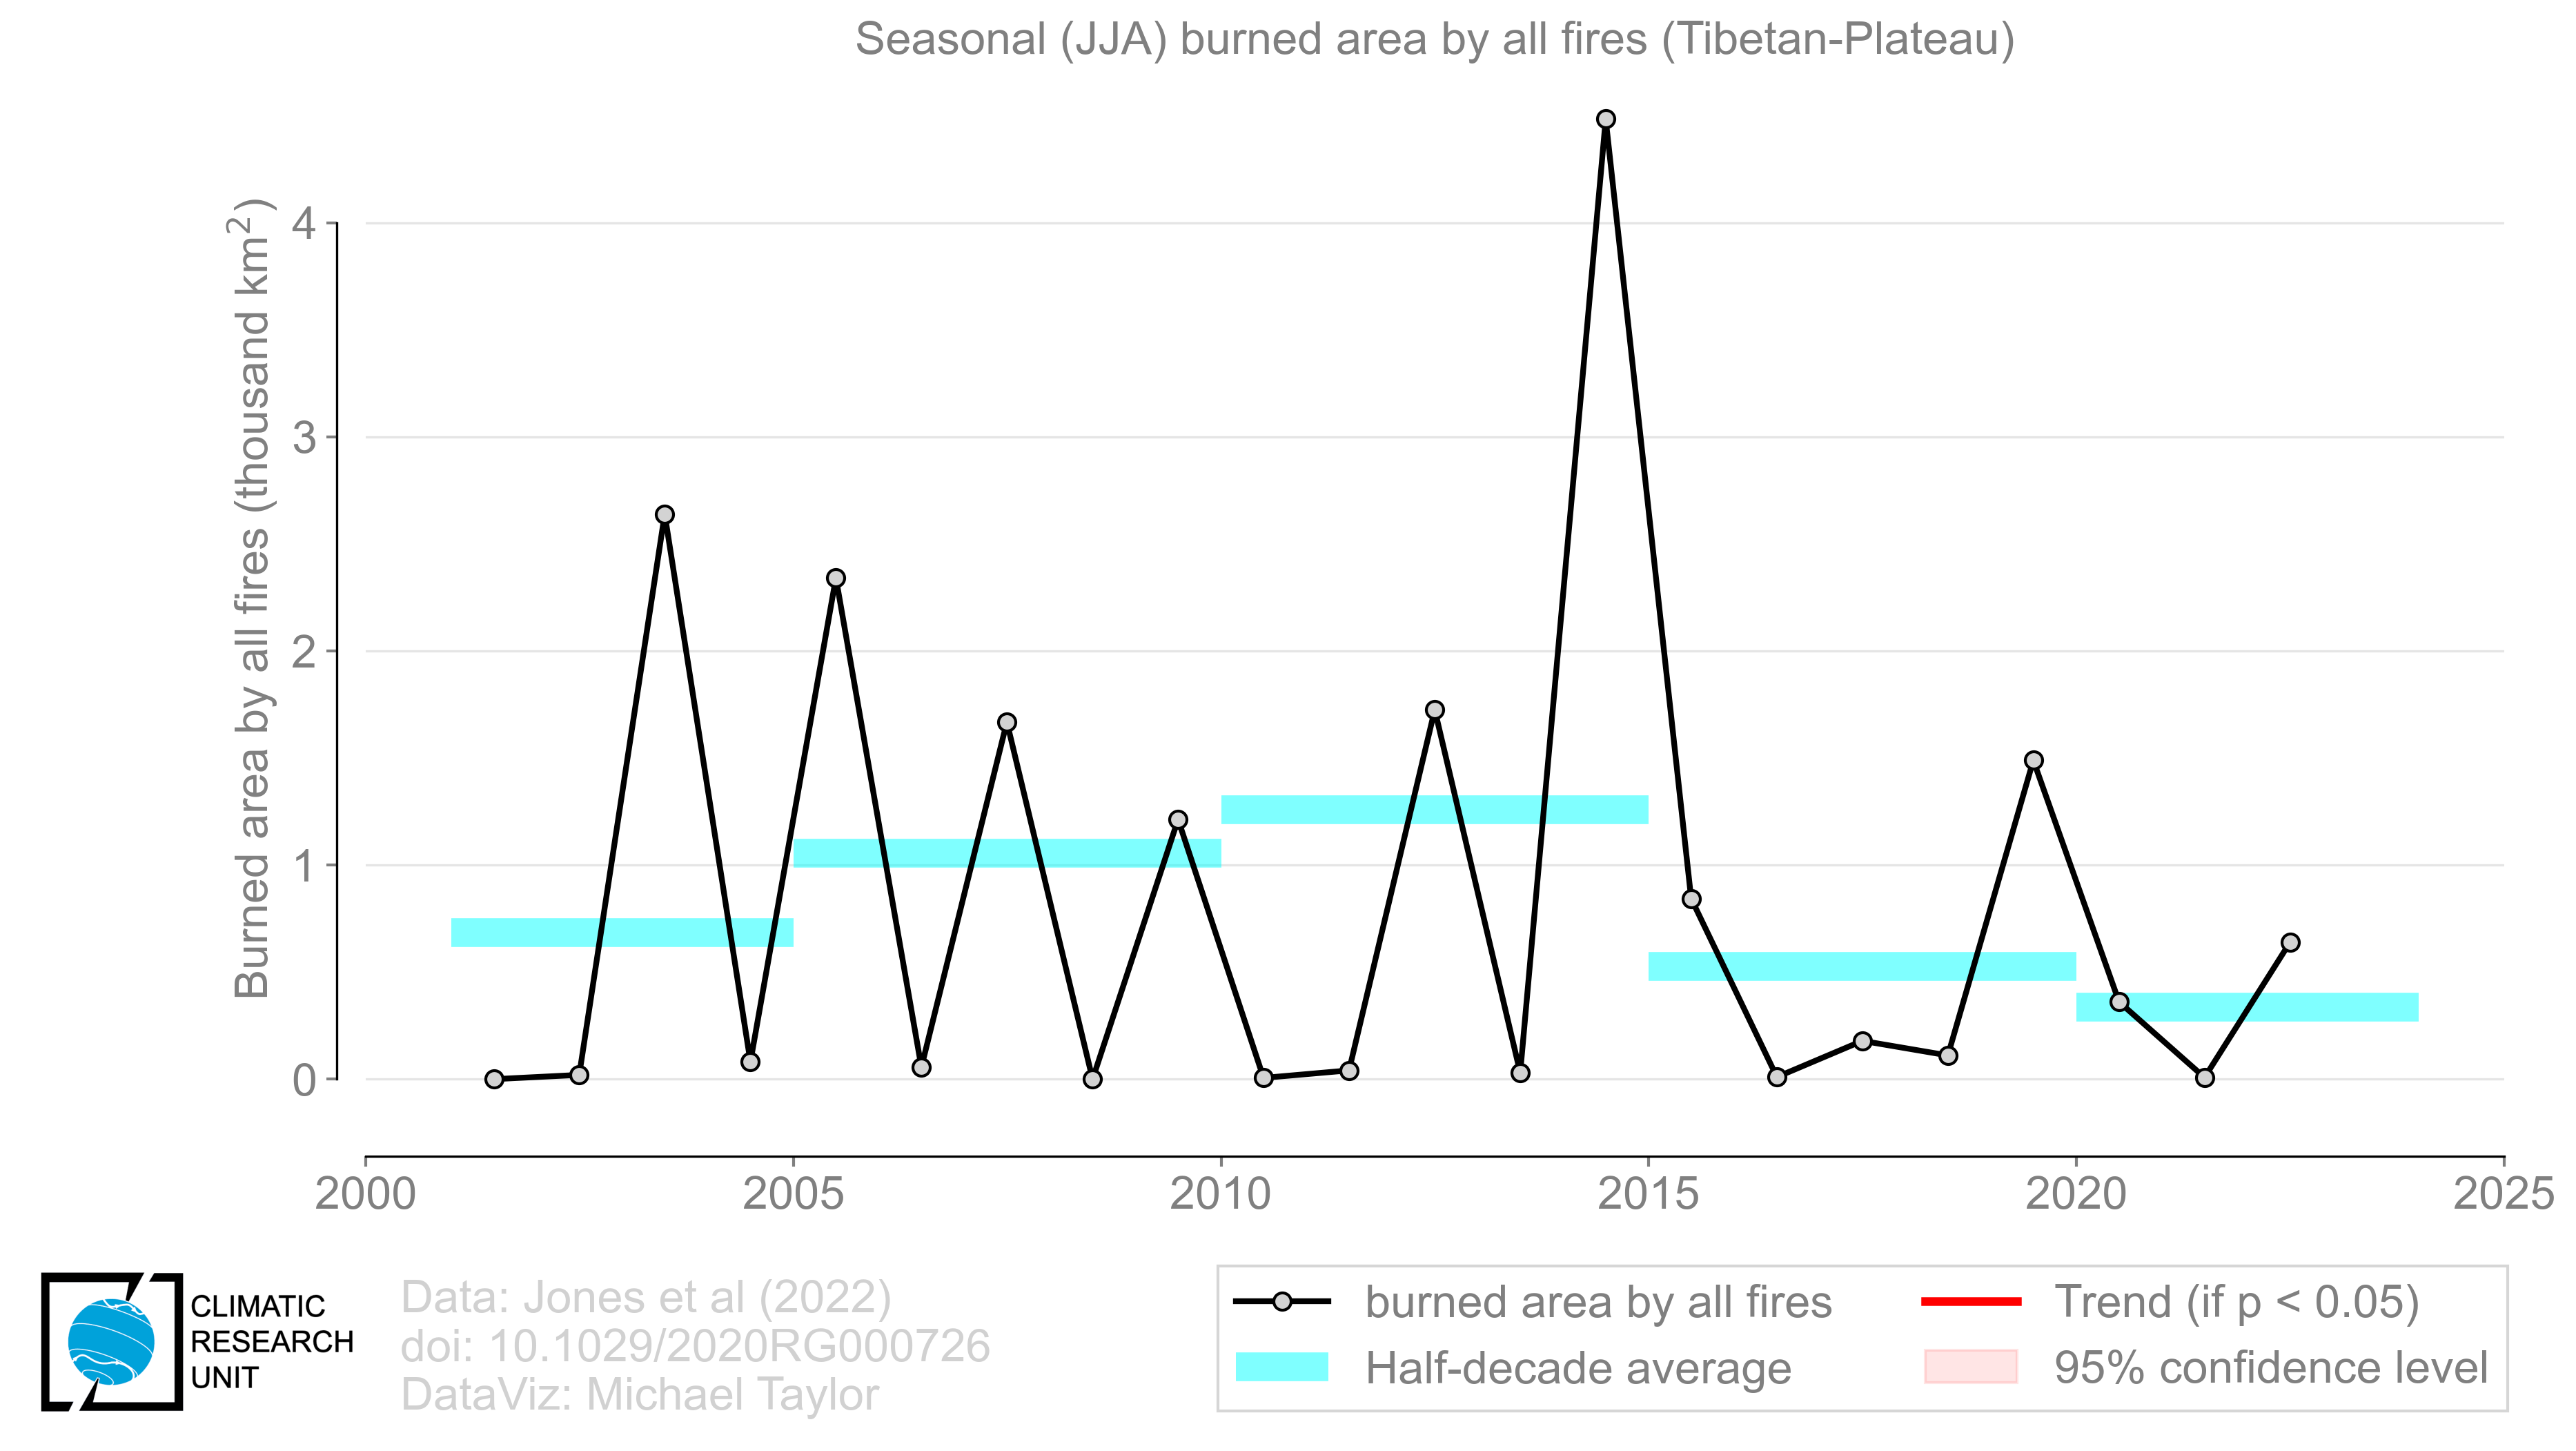 Seasonal (JJA) burned area by all fires (Tibetan-Plateau)
Burned area by all fires (thousand km²)
4
3
2
1
0
2000
2005
2010
2015
2020
2025
CLIMATIC
RESEARCH
UNIT
Data: Jones et al (2022)
doi: 10.1029/2020RG000726
DataViz: Michael Taylor
burned area by all fires
Half-decade average
Trend (if p < 0.05)
95% confidence level